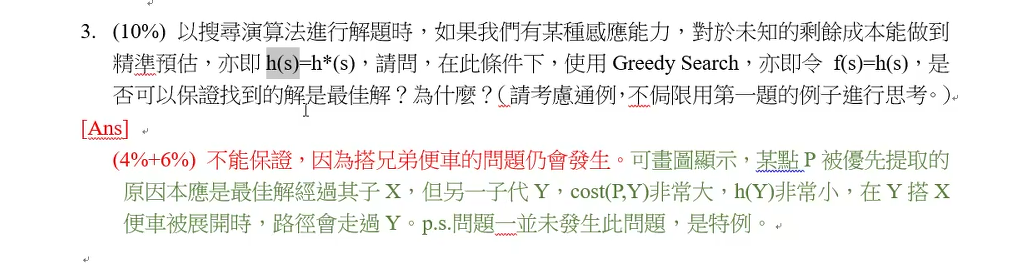 3. (10%) 以搜尋演算法進行解題時，如果我們有某種感應能力，對於未知的剩餘成本能做到
精準預估，亦即 h(s)=h*(s)，請問，在此條件下，使用 Greedy Search，亦即令 f(s)=h(s)，是
否可以保證找到的解是最佳解？為什麼？(請考慮通例，不侷限用第一題的例子進行思考。)
[Ans]
(4%+6%) 不能保證，因為搭兄弟便車的問題仍會發生。可畫圖顯示，某點 P 被優先提取的
原因本應是最佳解經過其子 X，但另一子代 Y，cost(P,Y)非常大，h(Y)非常小，在 Y 搭 X
便車被展開時，路徑會走過 Y。p.s.問題一並未發生此問題，是特例。